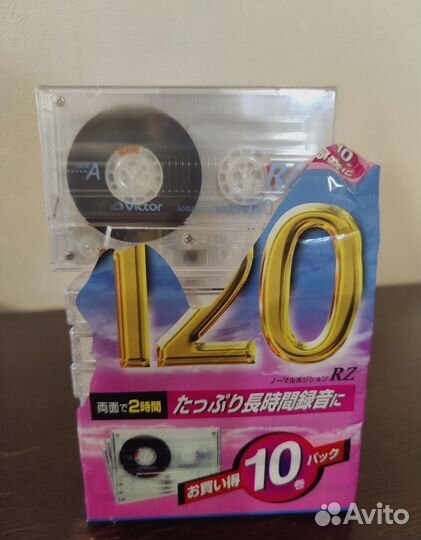 A
Victor
R
10
120
ノーマルポジション RZ
両面で2時間
たっぷり長時間録音に
お買い得 10巻 パック
Avito